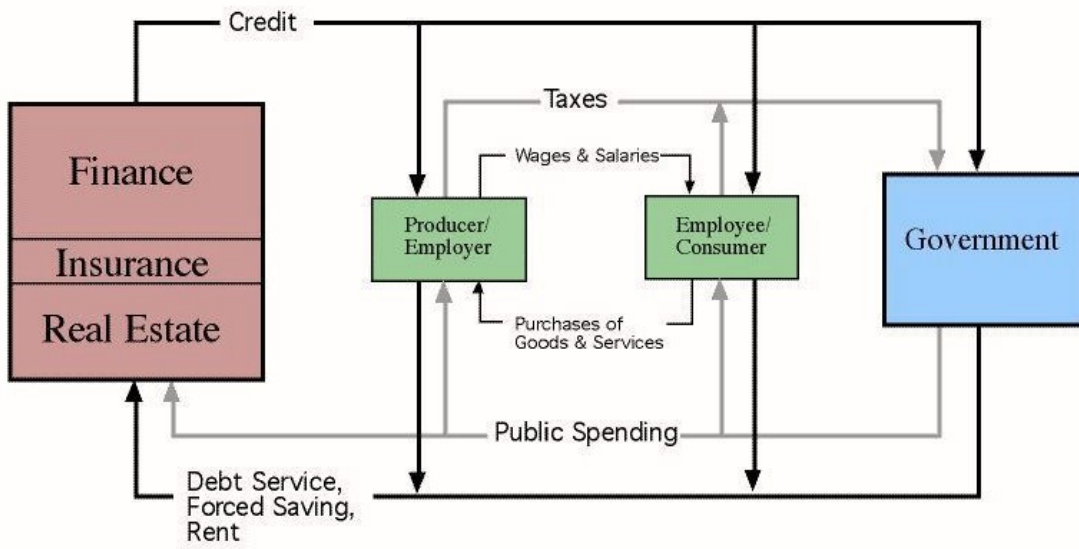 Credit
Taxes
Finance
Insurance
Real Estate
Wages & Salaries
Producer/
Employer
Employee/
Consumer
Government
Purchases of
Goods & Services
Public Spending
Debt Service,
Forced Saving,
Rent